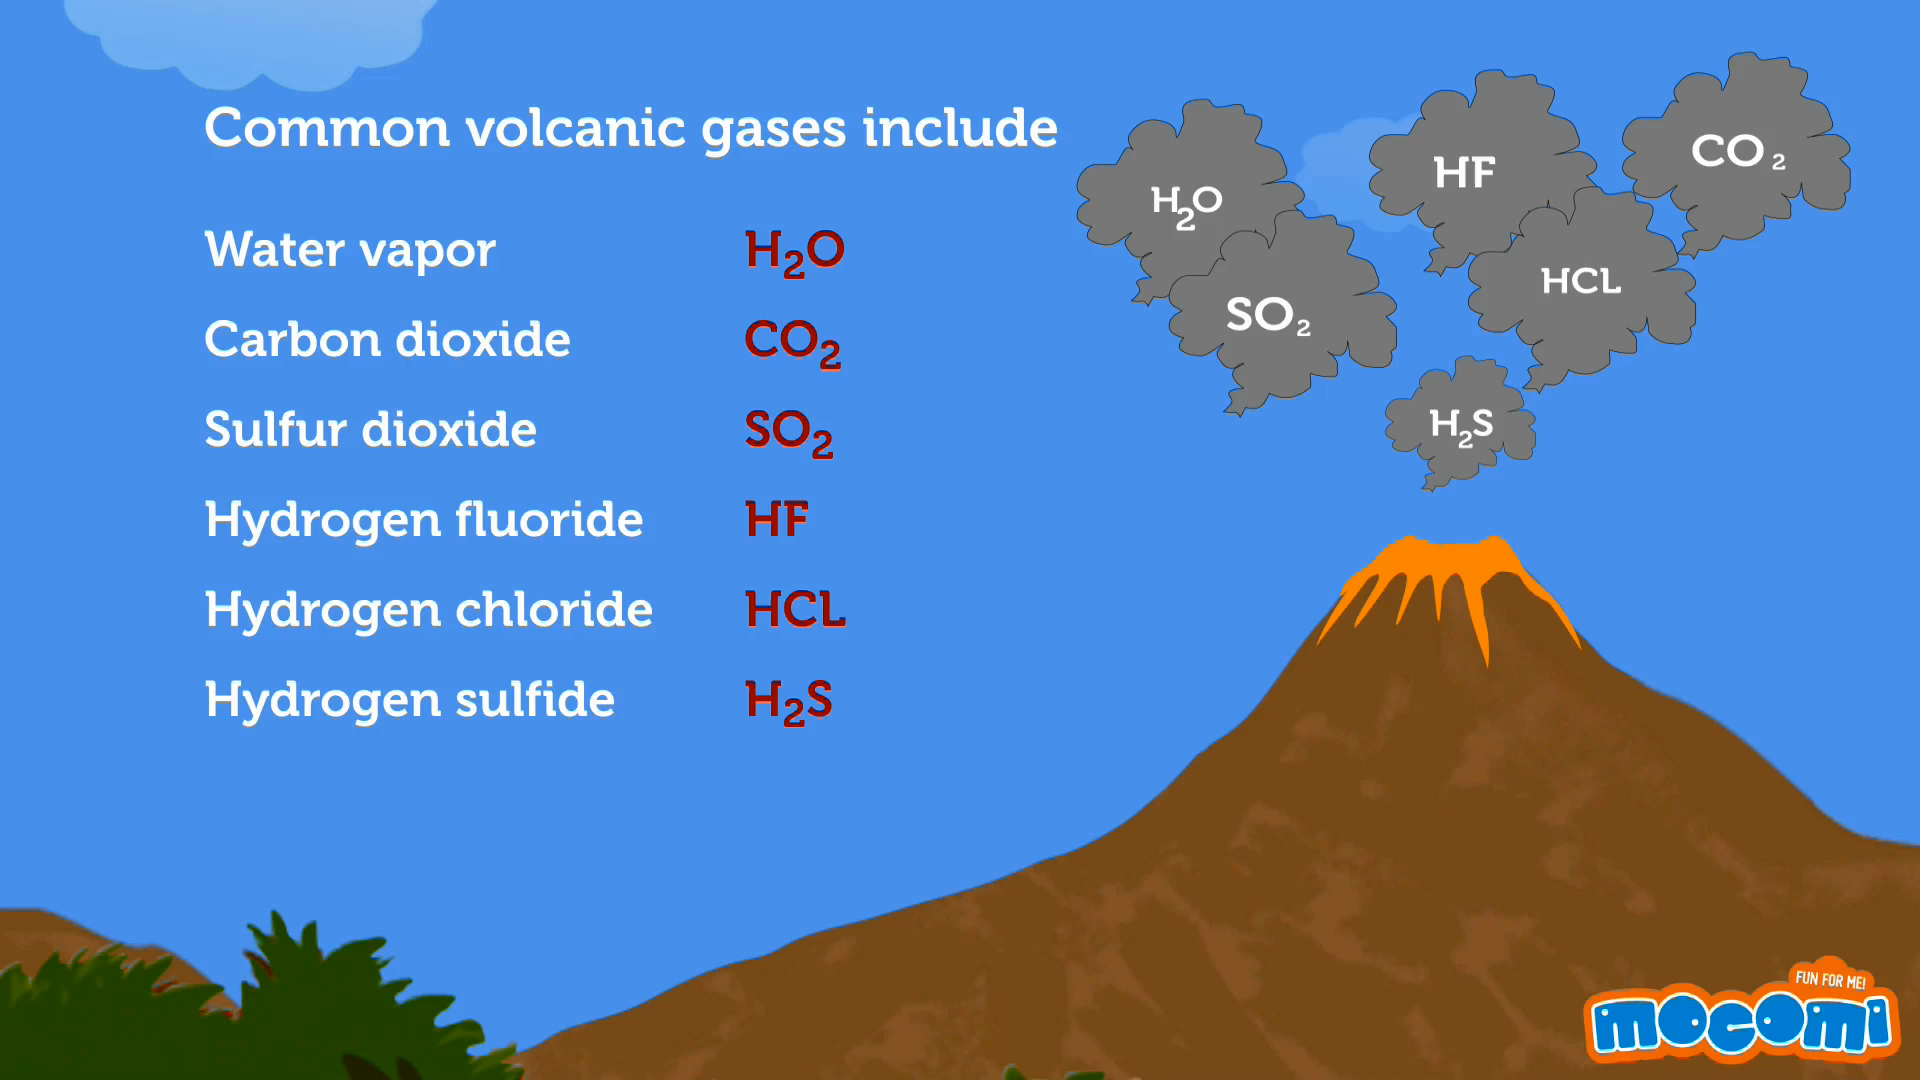 Common volcanic gases include
Water vapor H₂O
Carbon dioxide CO₂
Sulfur dioxide SO₂
Hydrogen fluoride HF
Hydrogen chloride HCL
Hydrogen sulfide H₂S
H₂O
HF
CO₂
SO₂
HCL
H₂S
FUN FOR ME!
mocomi